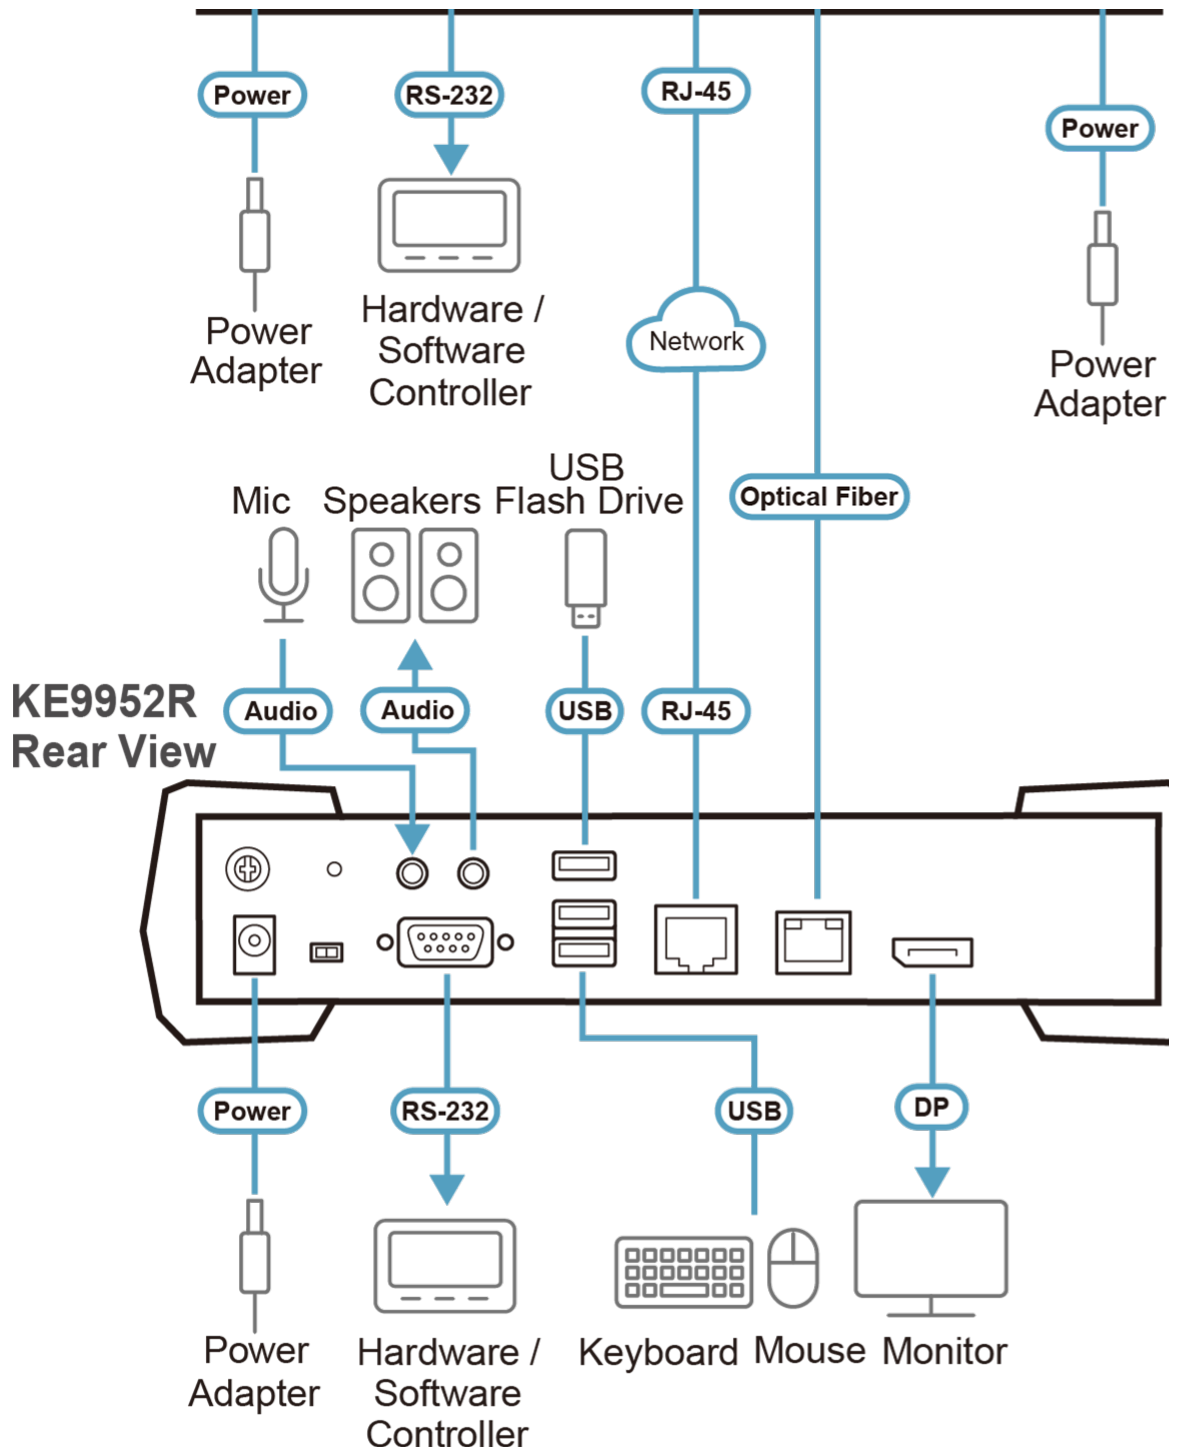 Power
RS-232
RJ-45
Power
Hardware /
Software
Controller
Power
Adapter
Network
Power
Adapter
USB
Mic
Speakers
Flash Drive
Optical Fiber
KE9952R
Rear View
Audio
Audio
USB
RJ-45
Power
RS-232
USB
DP
Power
Adapter
Hardware /
Software
Controller
Keyboard
Mouse
Monitor